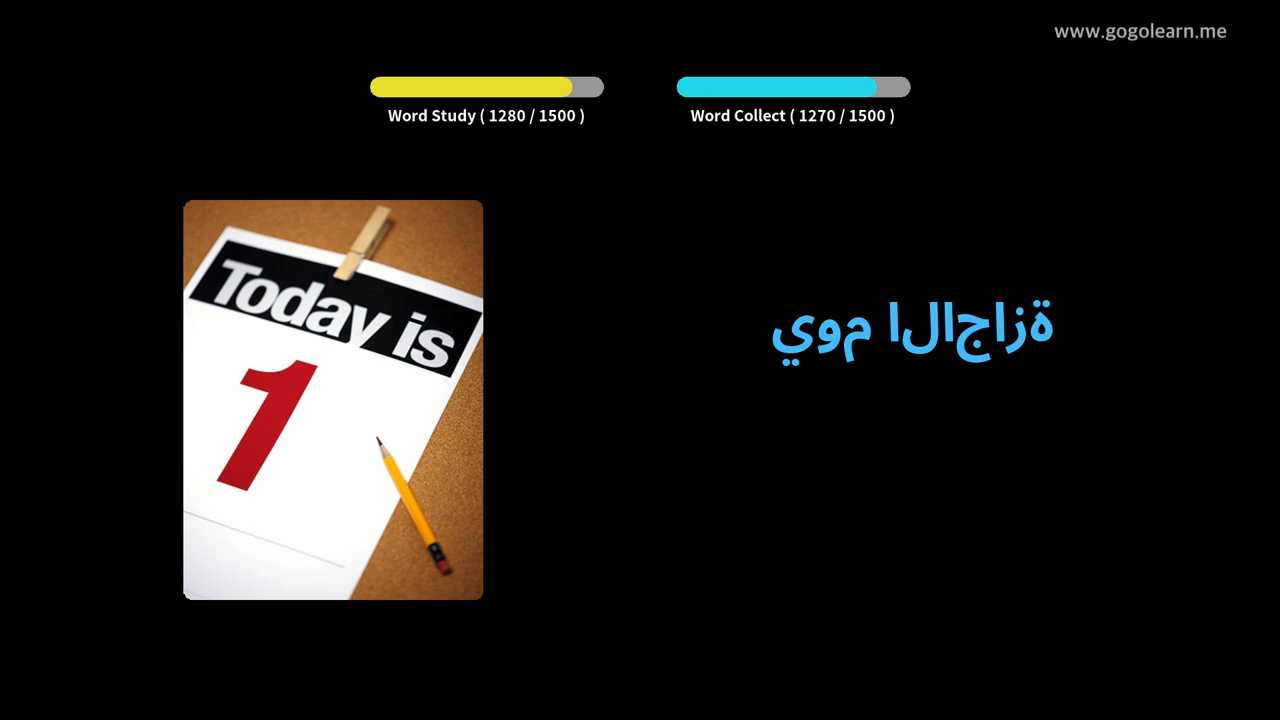 www.gogolearn.me
Word Study ( 1280 / 1500 )
Word Collect ( 1270 / 1500 )
Today is
1
يوم الاجازة